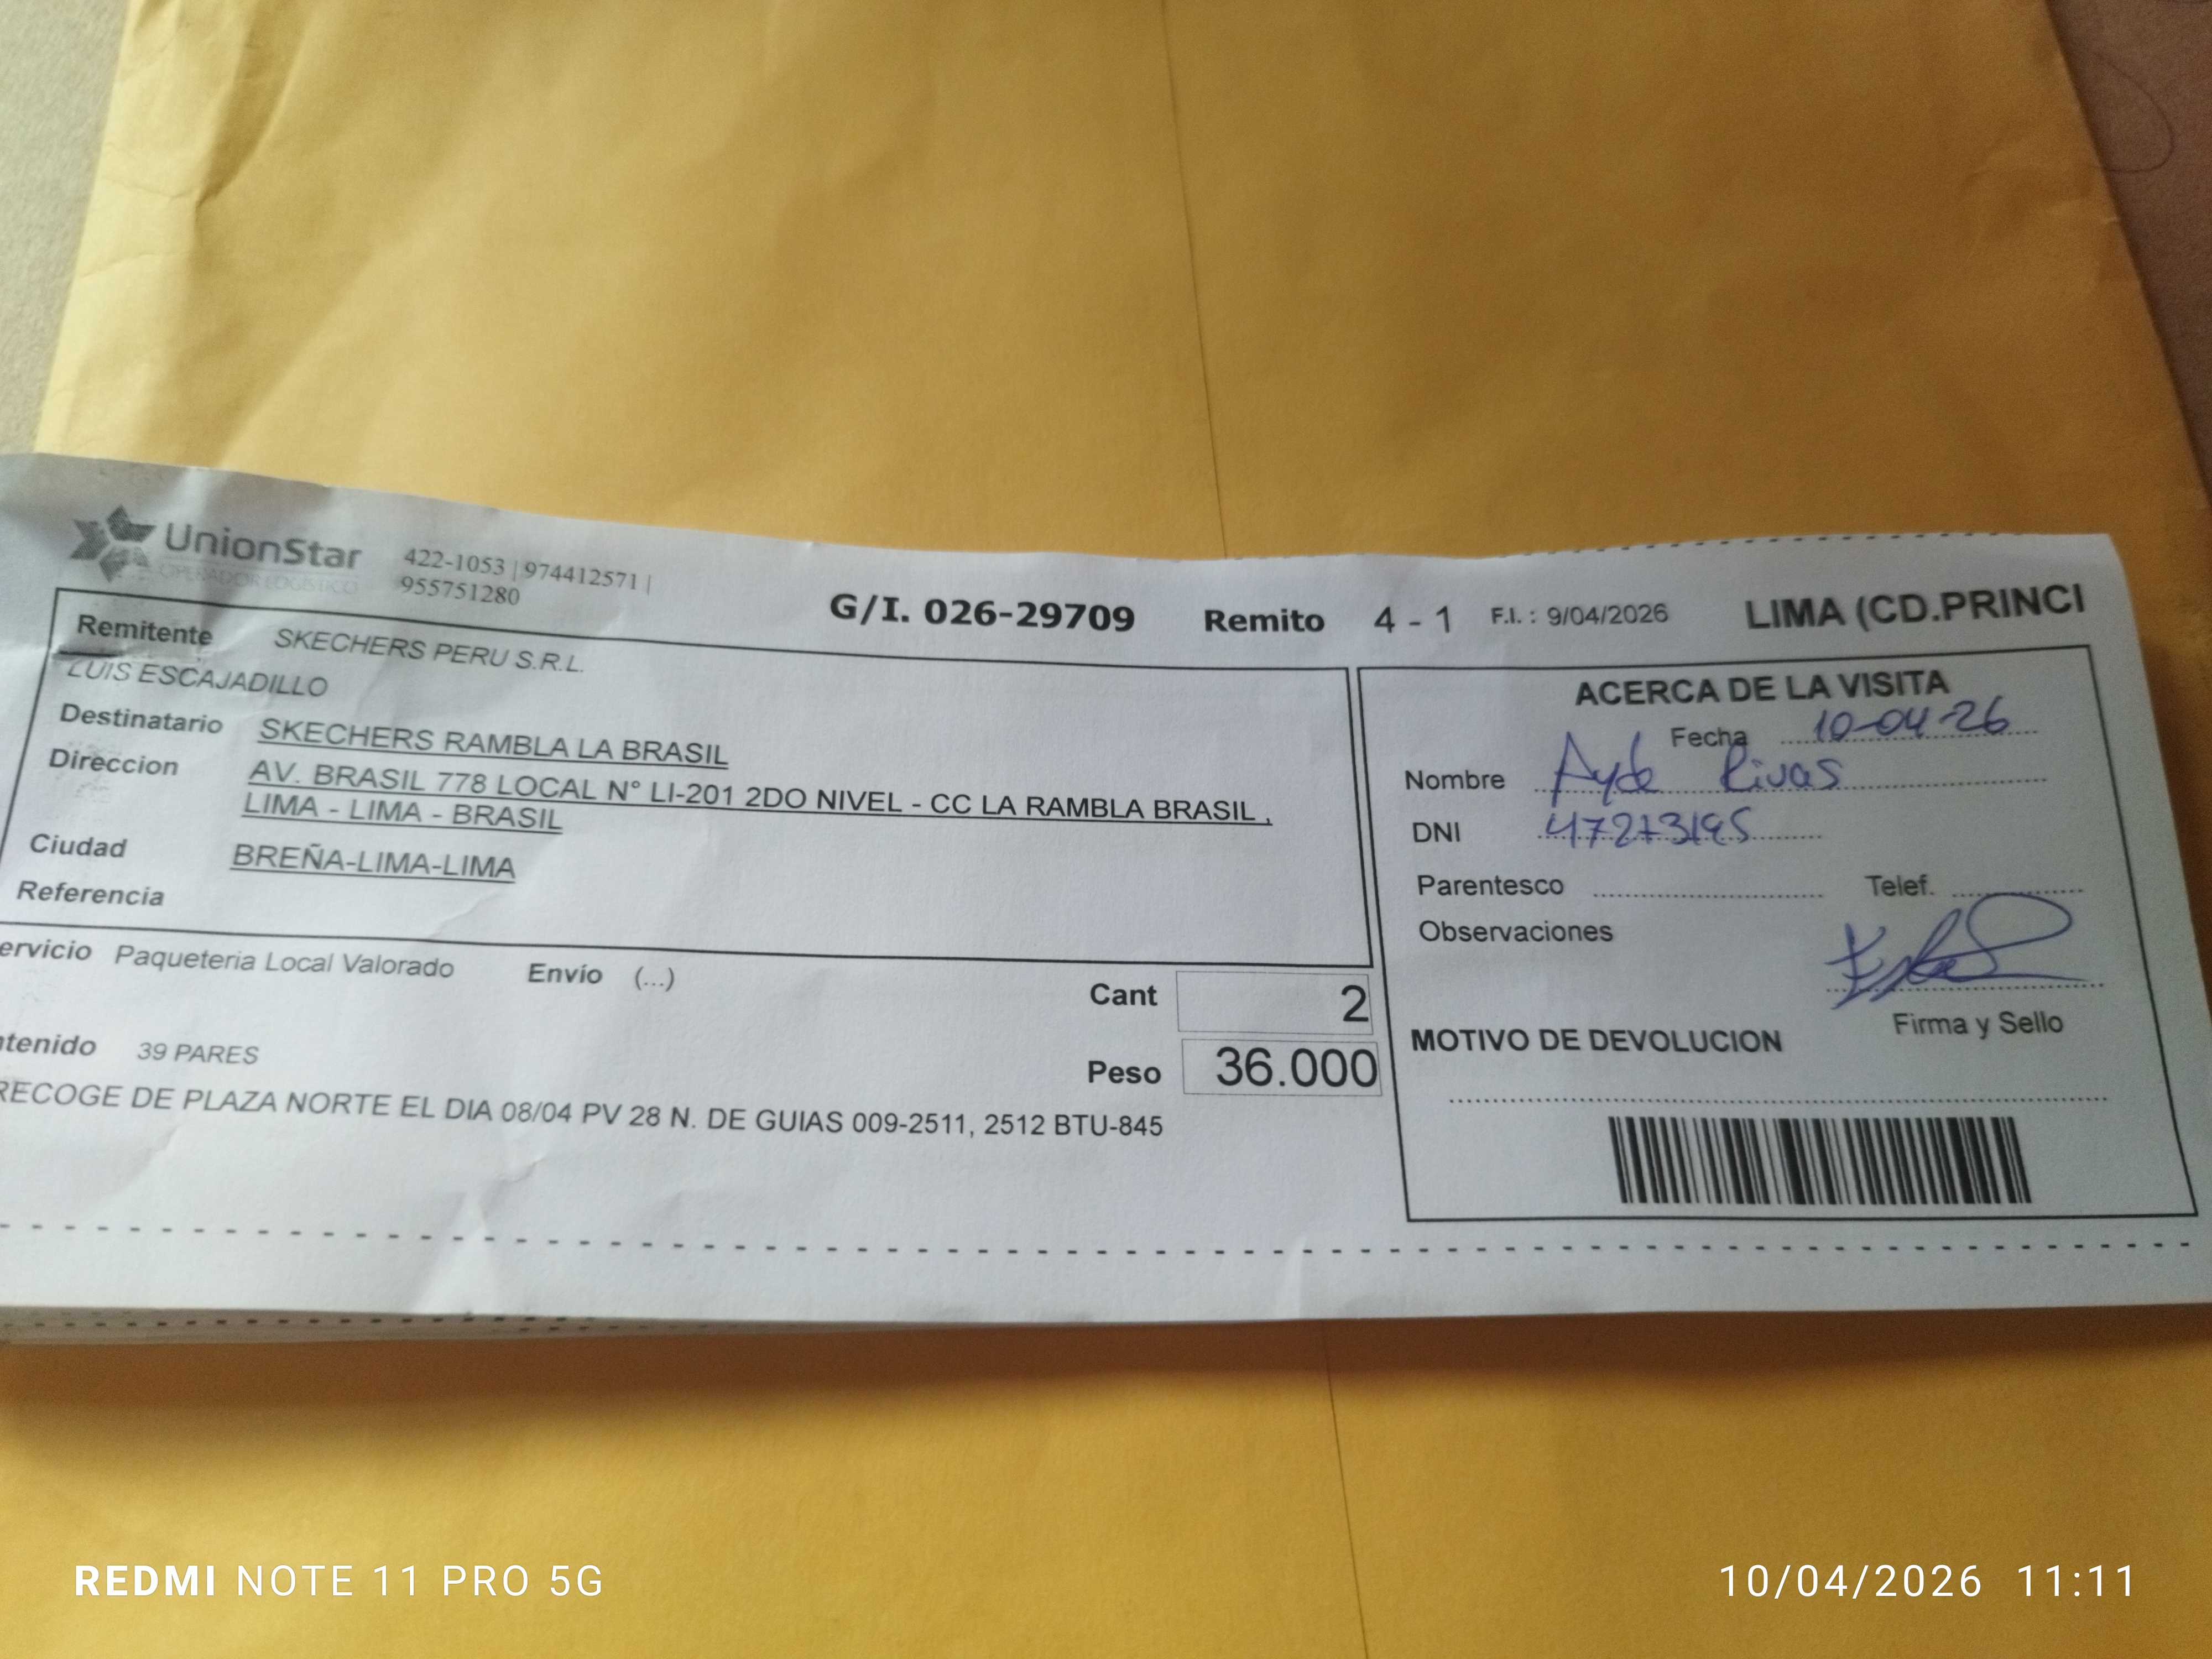 UnionStar
OPERADOR LOGISTICO
422-1053 | 974412571 |
955751280
G/I. 026-29709 Remito 4 - 1 F.I. : 9/04/2026 LIMA (CD.PRINCI
Remitente SKECHERS PERU S.R.L.
LUIS ESCAJADILLO
Destinatario SKECHERS RAMBLA LA BRASIL
Direccion AV. BRASIL 778 LOCAL N° LI-201 2DO NIVEL - CC LA RAMBLA BRASIL ,
LIMA - LIMA - BRASIL
Ciudad BREÑA-LIMA-LIMA
Referencia
ervicio Paqueteria Local Valorado Envío (...)
Cant 2
ntenido 39 PARES
Peso 36.000
RECOGE DE PLAZA NORTE EL DIA 08/04 PV 28 N. DE GUIAS 009-2511, 2512 BTU-845
ACERCA DE LA VISITA
Fecha 10-04-26
Nombre Ayde Rivas
DNI
Parentesco Telef.
Observaciones
Firma y Sello
MOTIVO DE DEVOLUCION
REDMI NOTE 11 PRO 5G
10/04/2026 11:11